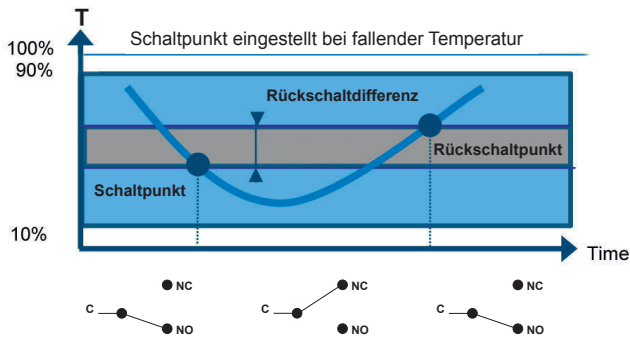 T
Schaltpunkt eingestellt bei fallender Temperatur
100%
90%
Rückschaltdifferenz
Rückschaltpunkt
Schaltpunkt
10%
Time
NC
C
NO
NC
C
NO
NC
C
NO